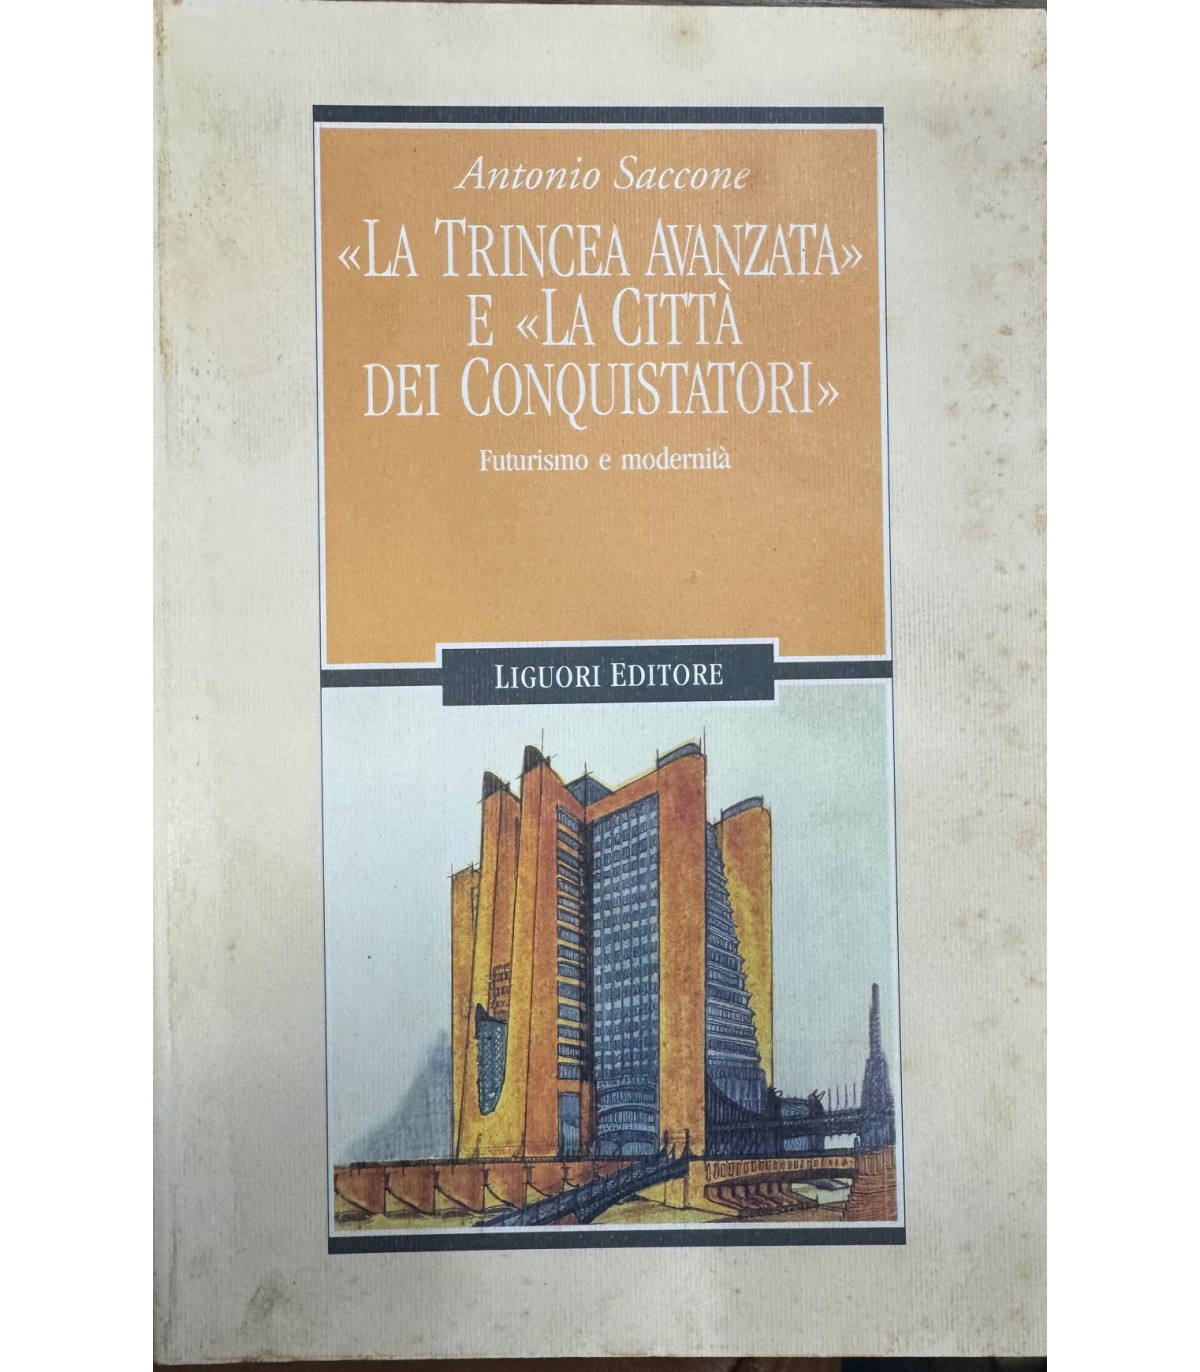 Antonio Saccone
«LA TRINCEA AVANZATA»
E «LA CITTÀ
DEI CONQUISTATORI»
Futurismo e modernità
LIGUORI EDITORE